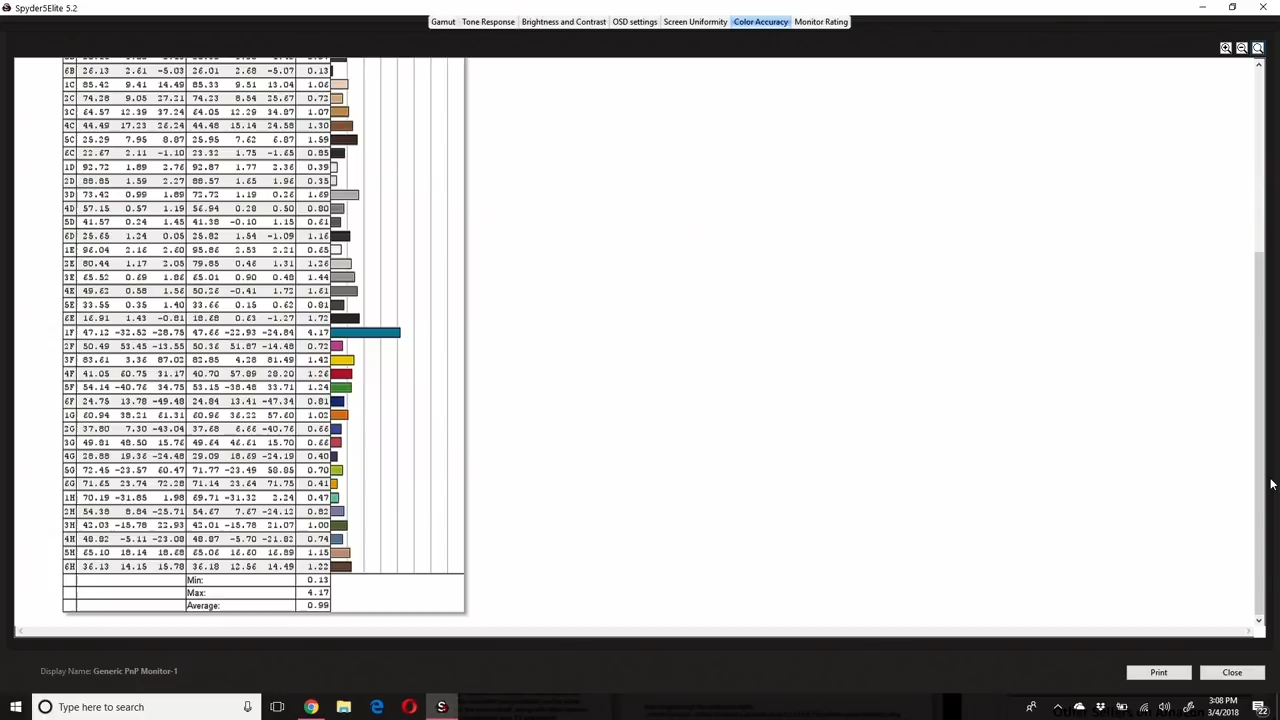 Spyder5Elite 5.2
Gamut Tone Response Brightness and Contrast OSD settings Screen Uniformity Color Accuracy Monitor Rating
6B 26.13 2.61 -5.03 26.01 2.68 -5.07 0.13
1C 85.42 9.41 14.49 85.33 9.51 13.04 1.06
2C 74.28 9.05 27.21 74.23 8.54 25.67 0.72
3C 64.57 12.39 37.24 64.05 12.29 34.87 1.07
4C 44.49 17.23 26.24 44.48 15.14 24.58 1.30
5C 25.29 7.95 8.87 25.95 7.62 6.87 1.59
6C 22.67 2.11 -1.10 23.32 1.75 -1.65 0.85
1D 92.72 1.89 2.76 92.87 1.77 2.36 0.39
2D 88.85 1.59 2.27 88.57 1.65 1.96 0.35
3D 73.42 0.99 1.89 72.72 1.19 0.26 1.69
4D 57.15 0.57 1.19 56.94 0.28 0.50 0.80
5D 41.57 0.24 1.45 41.38 -0.10 1.15 0.61
6D 25.65 1.24 0.05 25.82 1.54 -1.09 1.16
1E 96.04 2.16 2.60 95.86 2.53 2.21 0.65
2E 80.44 1.17 2.05 79.85 0.46 1.31 1.26
3E 65.52 0.69 1.86 65.01 0.90 0.48 1.44
4E 49.62 0.58 1.56 50.26 -0.41 1.72 1.61
5E 33.55 0.35 1.40 33.66 0.15 0.62 0.81
6E 16.91 1.43 -0.81 18.68 0.63 -1.27 1.72
1F 47.12 -32.52 -28.75 47.66 -22.93 -24.84 4.17
2F 50.49 53.45 -13.55 50.36 51.87 -14.48 0.72
3F 83.61 3.36 87.02 82.85 4.28 81.49 1.42
4F 41.05 60.75 31.17 40.70 57.89 28.20 1.26
5F 54.14 -40.76 34.75 53.15 -38.48 33.71 1.24
6F 24.75 13.78 -49.48 24.84 13.41 -47.34 0.81
1G 60.94 38.21 61.31 60.96 36.22 57.60 1.02
2G 37.80 7.30 -43.04 37.68 6.66 -40.76 0.66
3G 49.81 48.50 15.76 49.64 46.61 15.70 0.66
4G 28.88 19.36 -24.48 29.09 18.69 -24.19 0.40
5G 72.45 -23.57 60.47 71.77 -23.49 58.85 0.70
6G 71.65 23.74 72.28 71.14 23.64 71.75 0.41
1H 70.19 -31.85 1.98 69.71 -31.32 2.24 0.47
2H 54.38 8.84 -25.71 54.67 7.67 -24.12 0.82
3H 42.03 -15.78 22.93 42.01 -15.78 21.07 1.00
4H 48.82 -5.11 -23.08 48.87 -5.70 -21.82 0.74
5H 65.10 18.14 18.68 65.06 16.60 16.89 1.15
6H 36.13 14.15 15.78 36.18 12.56 14.49 1.22
Min: 0.13
Max: 4.17
Average: 0.99
Display Name: Generic PnP Monitor-1
Print Close
Type here to search
3:08 PM
3/4/2018
22